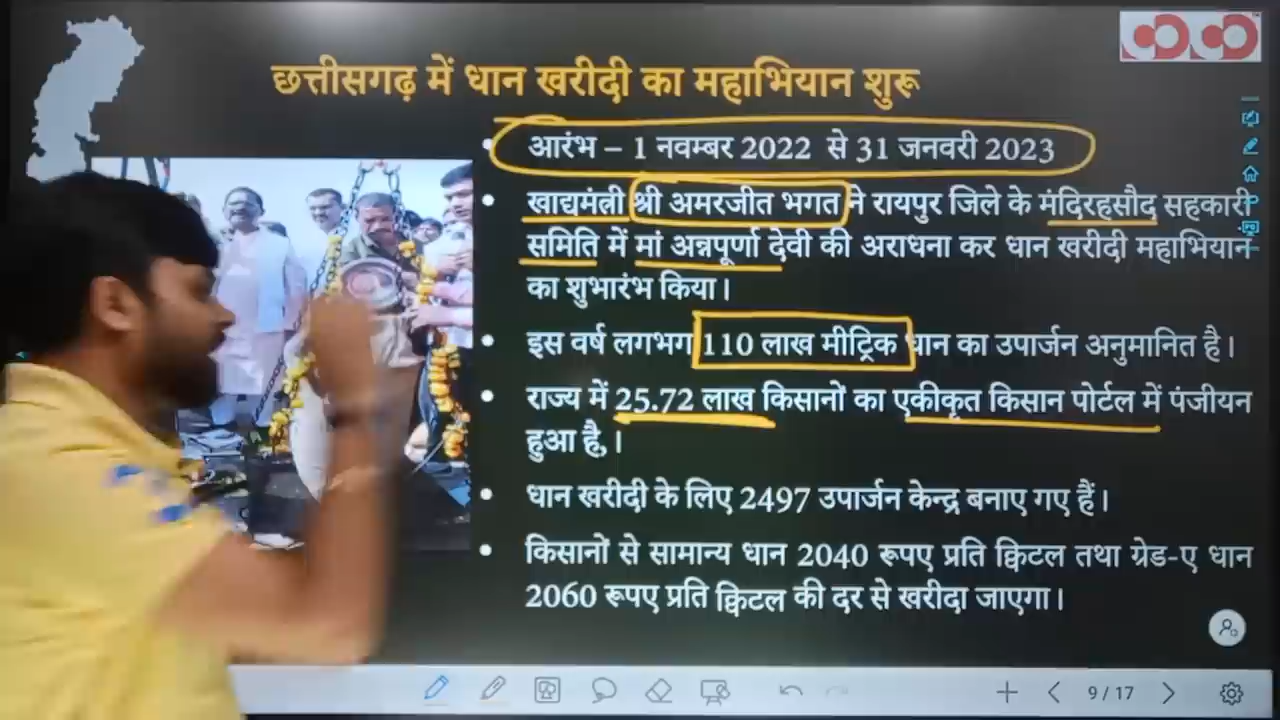 छत्तीसगढ़ में धान खरीदी का महाभियान शुरू
• आरंभ – 1 नवम्बर 2022 से 31 जनवरी 2023
• खाद्यमंत्री श्री अमरजीत भगत ने रायपुर जिले के मंदिरहसौद सहकारी
समिति में मां अन्नपूर्णा देवी की अराधना कर धान खरीदी महाभियान
का शुभारंभ किया।
• इस वर्ष लगभग 110 लाख मीट्रिक धान का उपार्जन अनुमानित है।
• राज्य में 25.72 लाख किसानों का एकीकृत किसान पोर्टल में पंजीयन
हुआ है, ।
• धान खरीदी के लिए 2497 उपार्जन केन्द्र बनाए गए हैं।
• किसानों से सामान्य धान 2040 रूपए प्रति क्विटल तथा ग्रेड-ए धान
2060 रूपए प्रति क्विटल की दर से खरीदा जाएगा।
9 / 17